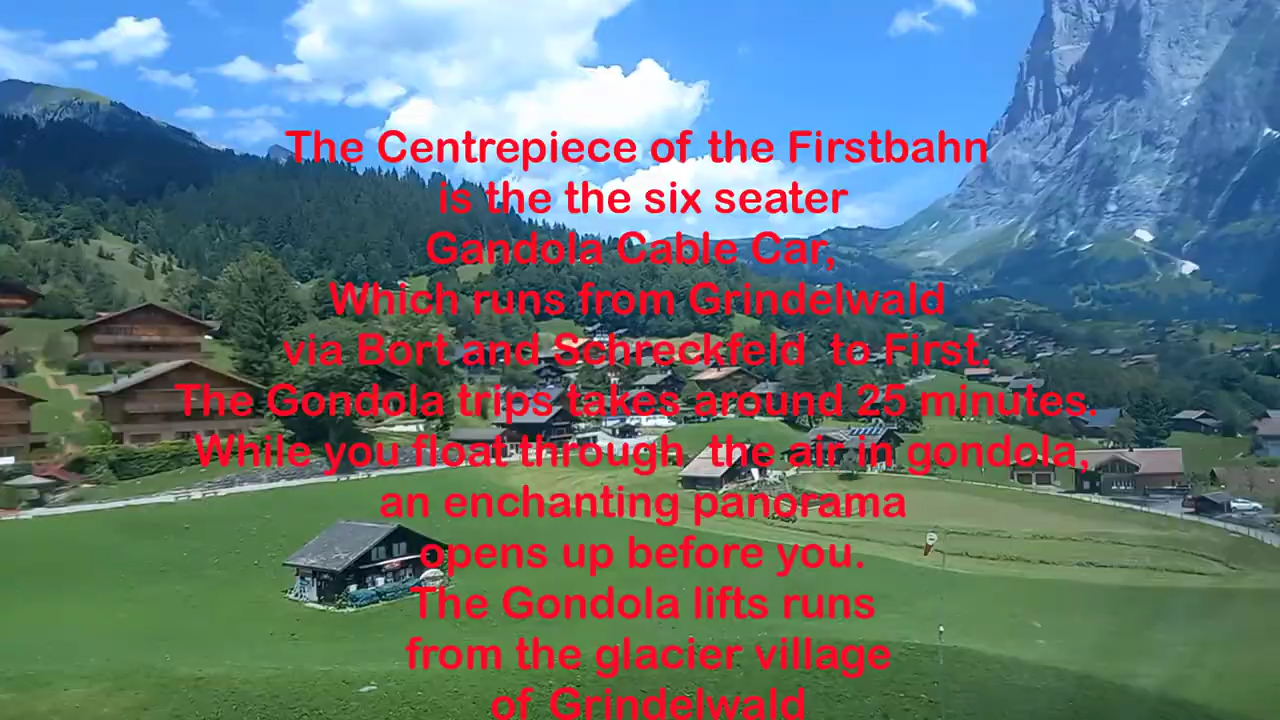 The Centrepiece of the Firstbahn
is the the six seater
Gandola Cable Car,
Which runs from Grindelwald
via Bort and Schreckfeld to First.
The Gondola trips takes around 25 minutes.
While you float through the air in gondola,
an enchanting panorama
opens up before you.
The Gondola lifts runs
from the glacier village
of Grindelwald